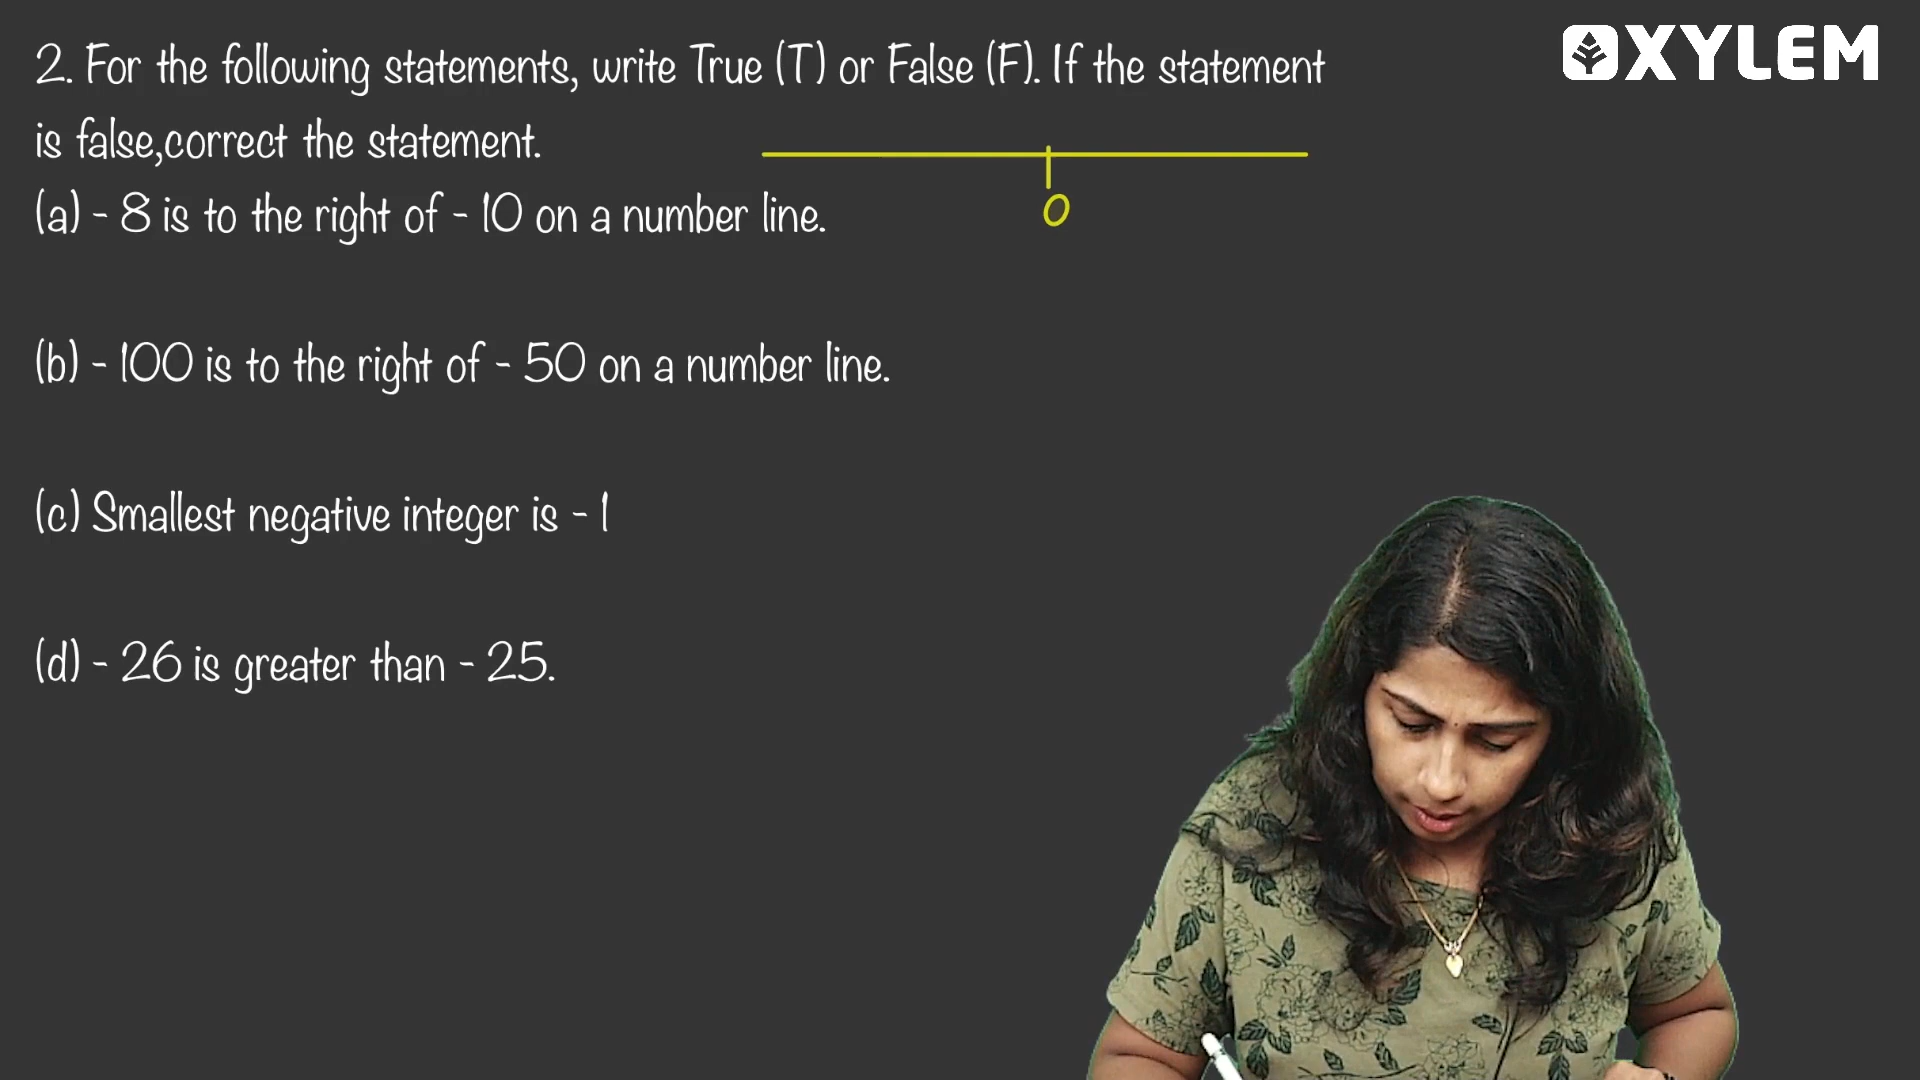 XYLEM
2. For the following statements, write True (T) or False (F). If the statement
is false,correct the statement.
(a) - 8 is to the right of - 10 on a number line.
0
(b) - 100 is to the right of - 50 on a number line.
(c) Smallest negative integer is - 1
(d) - 26 is greater than - 25.